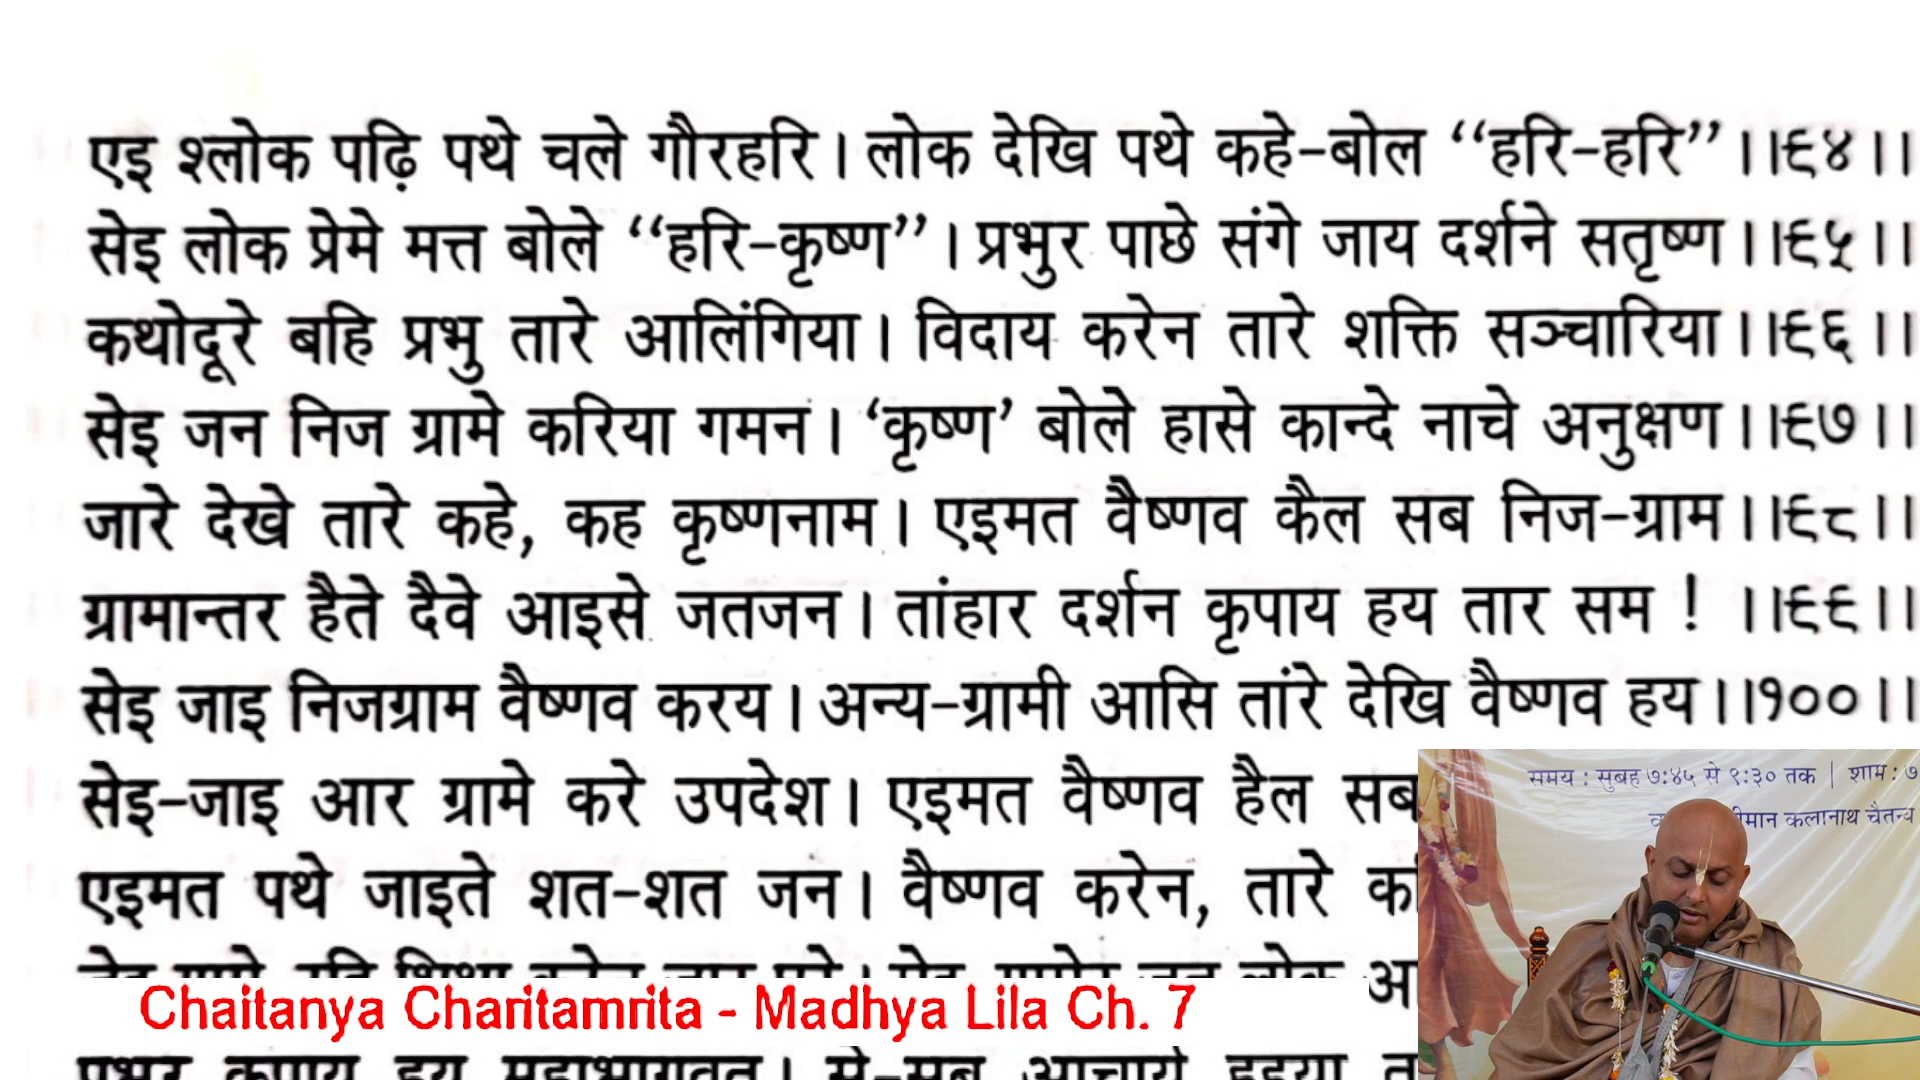 एइ श्लोक पढ़ि पथे चले गौरहरि। लोक देखि पथे कहे-बोल ‘‘हरि-हरि’’।।९४।।
सेइ लोक प्रेमे मत्त बोले ‘‘हरि-कृष्ण’’। प्रभुर पाछे संगे जाय दर्शने सतृष्ण।।९५।।
कथोदूरे बहि प्रभु तारे आलिंगिया। विदाय करेन तारे शक्ति सञ्चारिया।।९६।।
सेइ जन निज ग्रामे करिया गमन। ‘कृष्ण’ बोले हासे कान्दे नाचे अनुक्षण।।९७।।
जारे देखे तारे कहे, कह कृष्णनाम। एइमत वैष्णव कैल सब निज-ग्राम।।९८।।
ग्रामान्तर हैते दैवे आइसे जतजन। तांहार दर्शन कृपाय हय तार सम ! ।।९९।।
सेइ जाइ निजग्राम वैष्णव करय। अन्य-ग्रामी आसि तांरे देखि वैष्णव हय।।१००।।
सेइ-जाइ आर ग्रामे करे उपदेश। एइमत वैष्णव हैल सब
एइमत पथे जाइते शत-शत जन। वैष्णव करेन, तारे
Chaitanya Charitamrita - Madhya Lila Ch. 7
समय : सुबह ७:४५ से ९:३० तक | शाम : ७
कलानाथ चैतन्य